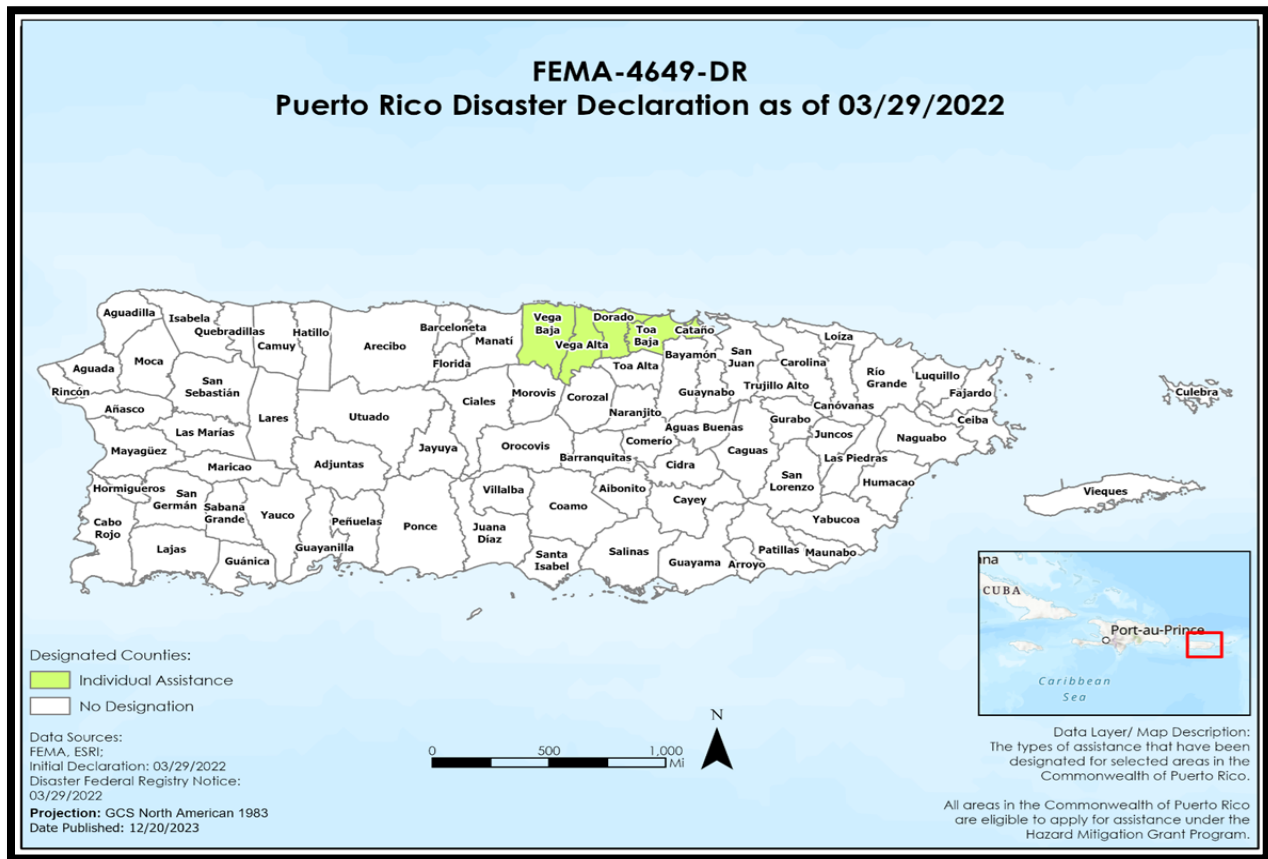 FEMA-4649-DR
Puerto Rico Disaster Declaration as of 03/29/2022
Aguadilla
Isabela
Quebradillas
Camuy
Hatillo
Arecibo
Barceloneta
Manatí
Florida
Vega
Baja
Vega Alta
Dorado
Toa
Baja
Cataño
Toa Alta
Bayamón
San
Juan
Guaynabo
Carolina
Trujillo Alto
Loíza
Canóvanas
Río
Grande
Luquillo
Fajardo
Ceiba
Culebra
Vieques
Aguada
Moca
Rincón
San
Sebastián
Añasco
Lares
Utuado
Ciales
Morovis
Corozal
Naranjito
Aguas Buenas
Gurabo
Juncos
Naguabo
Las Marías
Mayagüez
Maricao
Adjuntas
Jayuya
Orocovis
Barranquitas
Comerío
Cidra
Caguas
San
Lorenzo
Las Piedras
Humacao
Hormigueros
San
Germán
Sabana
Grande
Yauco
Peñuelas
Ponce
Villalba
Coamo
Aibonito
Cayey
Yabucoa
Cabo
Rojo
Lajas
Guánica
Guayanilla
Juana
Díaz
Santa
Isabel
Salinas
Guayama
Arroyo
Patillas
Maunabo
Designated Counties:
Individual Assistance
No Designation
Data Sources:
FEMA, ESRI;
Initial Declaration: 03/29/2022
Disaster Federal Registry Notice:
03/29/2022
Projection: GCS North American 1983
Date Published: 12/20/2023
0 500 1,000
Mi
N
na
CUBA
Port-au-Prince
Caribbean
Sea
Data Layer/ Map Description:
The types of assistance that have been
designated for selected areas in the
Commonwealth of Puerto Rico.
All areas in the Commonwealth of Puerto Rico
are eligible to apply for assistance under the
Hazard Mitigation Grant Program.